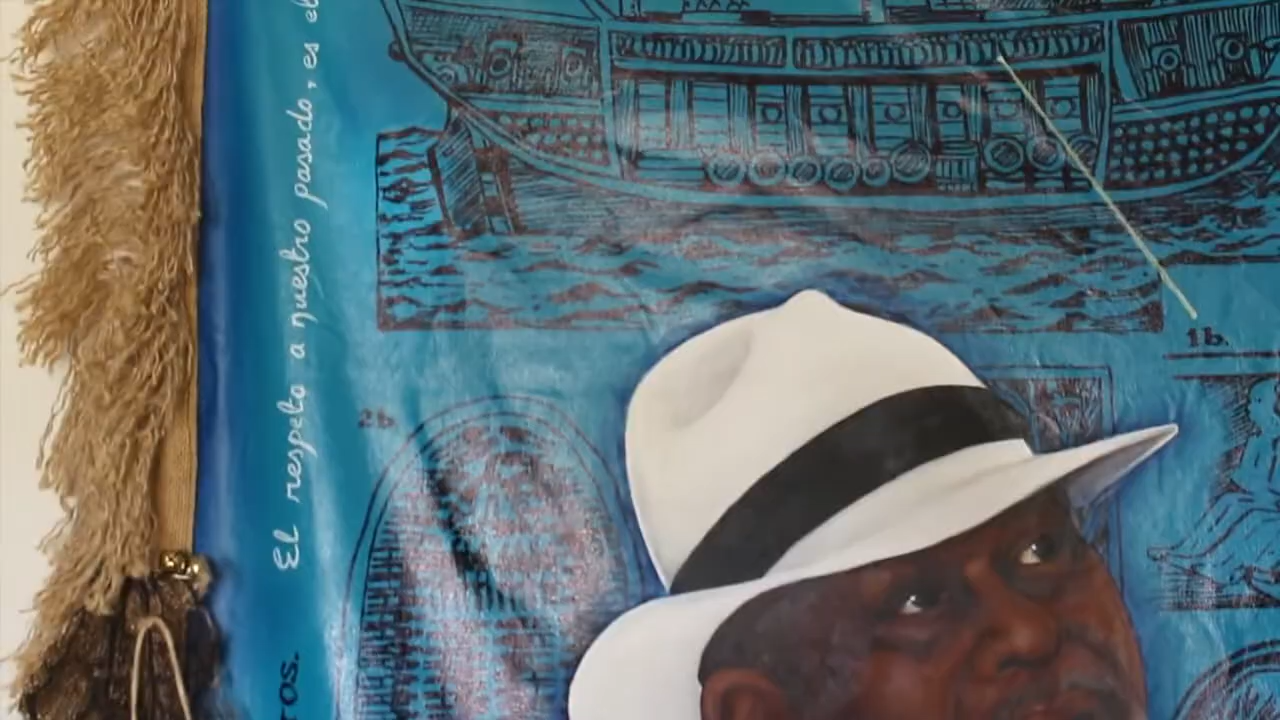 El respeto a nuestro pasado, es el
tos.
1b.
2b